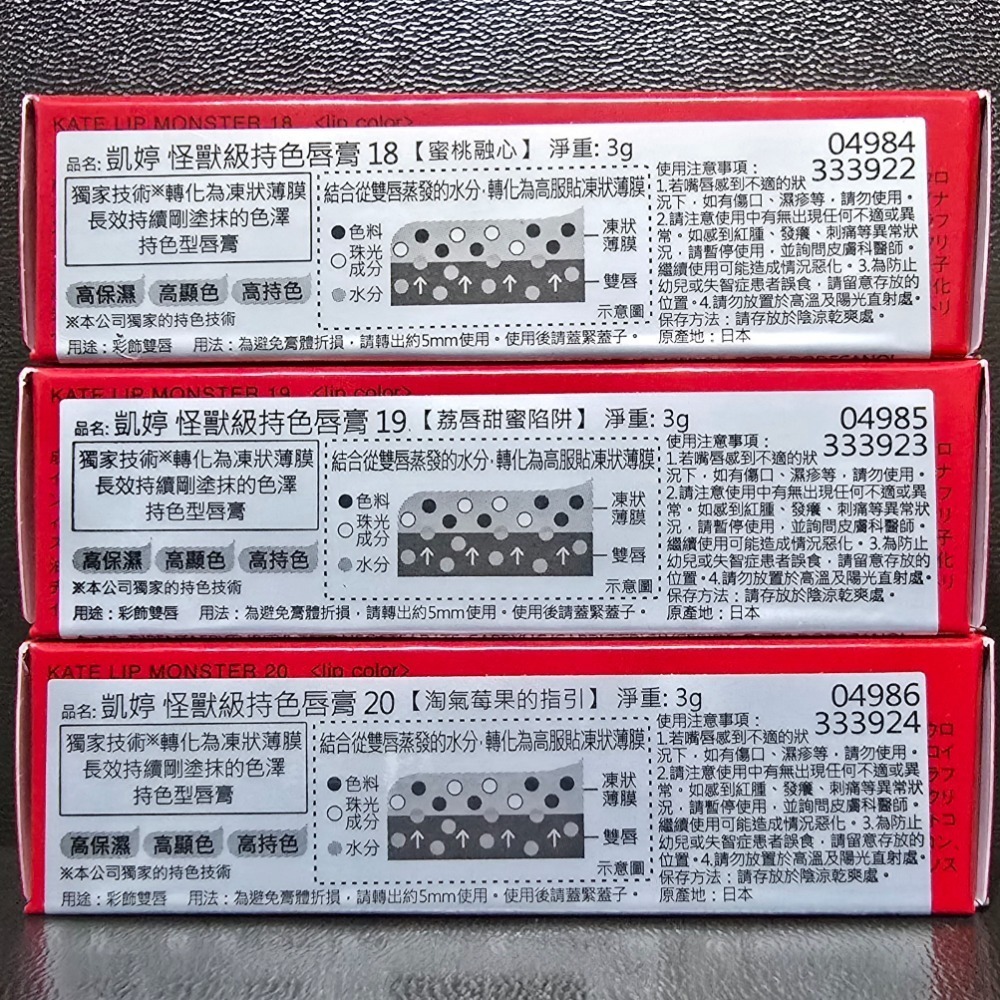 KATE LIP MONSTER 18 <lip color>
品名: 凱婷 怪獸級持色唇膏 18【蜜桃融心】 淨重: 3g
04984
333922
獨家技術※轉化為凍狀薄膜
長效持續剛塗抹的色澤
持色型唇膏
高保濕 高顯色 高持色
※本公司獨家的持色技術
結合從雙唇蒸發的水分,轉化為高服貼凍狀薄膜
●色料
○珠光
成分
水分
凍狀
薄膜
雙唇
示意圖
用途：彩飾雙唇 用法：為避免膏體折損，請轉出約5mm使用。使用後請蓋緊蓋子。
使用注意事項：
1.若嘴唇感到不適的狀
況下，如有傷口、濕疹等，請勿使用。
2.請注意使用中有無出現任何不適或異
常。如感到紅腫、發癢、刺痛等異常狀
況，請暫停使用，並詢問皮膚科醫師。
繼續使用可能造成情況惡化。3.為防止
幼兒或失智症患者誤食，請留意存放的
位置。4.請勿放置於高溫及陽光直射處。
保存方法：請存放於陰涼乾爽處。
原產地：日本
KATE LIP MONSTER 19 <lip color>
品名: 凱婷 怪獸級持色唇膏 19【荔唇甜蜜陷阱】 淨重: 3g
04985
333923
獨家技術※轉化為凍狀薄膜
長效持續剛塗抹的色澤
持色型唇膏
高保濕 高顯色 高持色
※本公司獨家的持色技術
結合從雙唇蒸發的水分,轉化為高服貼凍狀薄膜
●色料
○珠光
成分
水分
凍狀
薄膜
雙唇
示意圖
用途：彩飾雙唇 用法：為避免膏體折損，請轉出約5mm使用。使用後請蓋緊蓋子。
使用注意事項：
1.若嘴唇感到不適的狀
況下，如有傷口、濕疹等，請勿使用。
2.請注意使用中有無出現任何不適或異
常。如感到紅腫、發癢、刺痛等異常狀
況，請暫停使用，並詢問皮膚科醫師。
繼續使用可能造成情況惡化。3.為防止
幼兒或失智症患者誤食，請留意存放的
位置。4.請勿放置於高溫及陽光直射處。
保存方法：請存放於陰涼乾爽處。
原產地：日本
KATE LIP MONSTER 20 <lip color>
品名: 凱婷 怪獸級持色唇膏 20【淘氣莓果的指引】 淨重: 3g
04986
333924
獨家技術※轉化為凍狀薄膜
長效持續剛塗抹的色澤
持色型唇膏
高保濕 高顯色 高持色
※本公司獨家的持色技術
結合從雙唇蒸發的水分,轉化為高服貼凍狀薄膜
●色料
○珠光
成分
水分
凍狀
薄膜
雙唇
示意圖
用途：彩飾雙唇 用法：為避免膏體折損，請轉出約5mm使用。使用後請蓋緊蓋子。
使用注意事項：
1.若嘴唇感到不適的狀
況下，如有傷口、濕疹等，請勿使用。
2.請注意使用中有無出現任何不適或異
常。如感到紅腫、發癢、刺痛等異常狀
況，請暫停使用，並詢問皮膚科醫師。
繼續使用可能造成情況惡化。3.為防止
幼兒或失智症患者誤食，請留意存放的
位置。4.請勿放置於高溫及陽光直射處。
保存方法：請存放於陰涼乾爽處。
原產地：日本